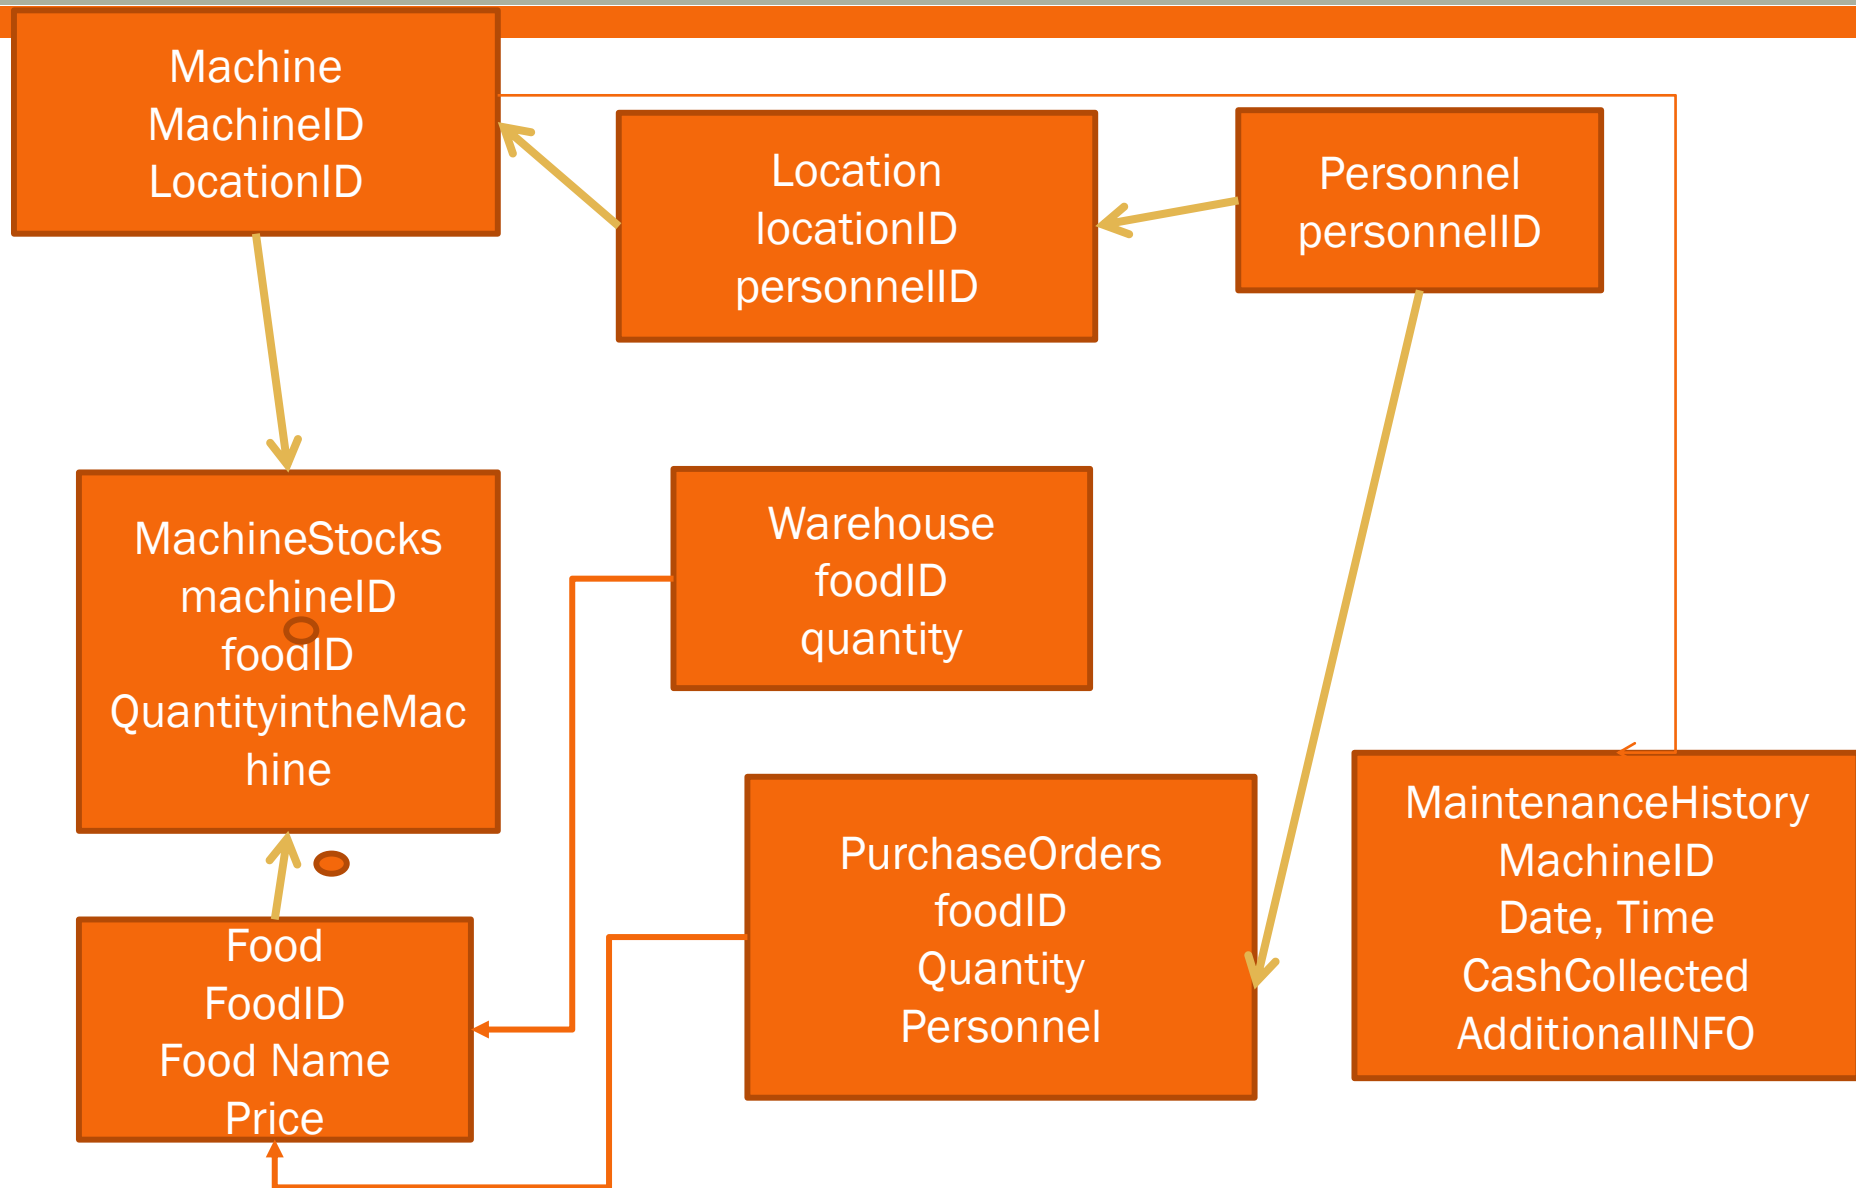 Machine
MachineID
LocationID
Location
locationID
personnelID
Personnel
personnelID
MachineStocks
machineID
foodID
QuantityintheMac
hine
Warehouse
foodID
quantity
PurchaseOrders
foodID
Quantity
Personnel
MaintenanceHistory
MachineID
Date, Time
CashCollected
AdditionalINFO
Food
FoodID
Food Name
Price